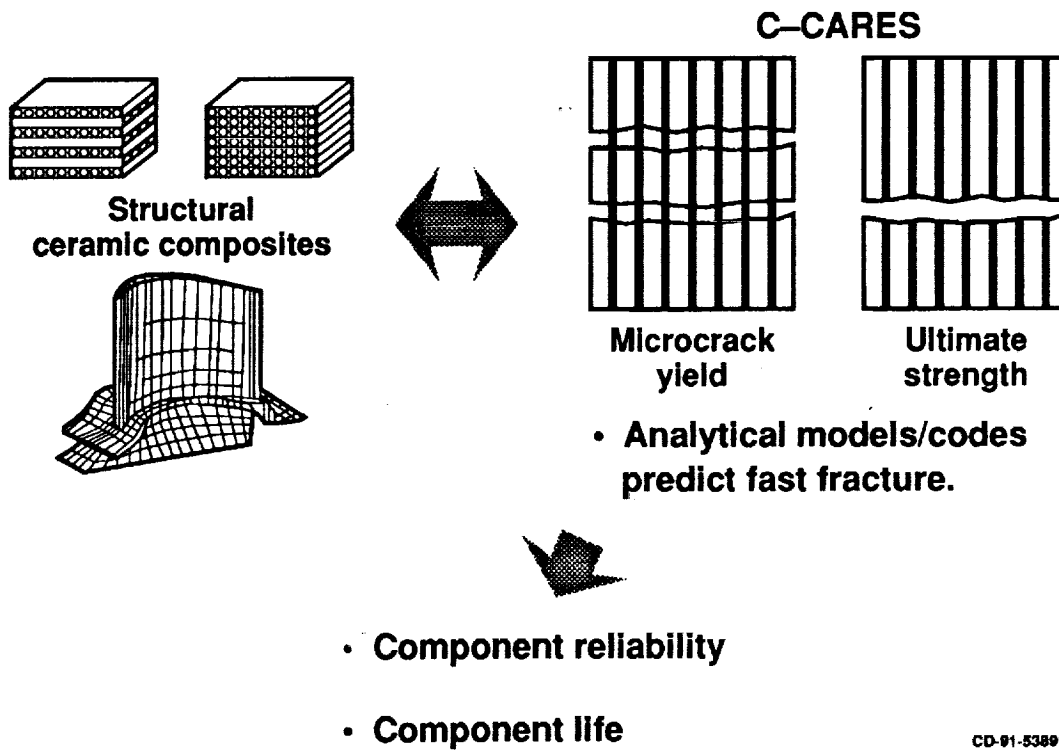 C–CARES
Structural
ceramic composites
Microcrack
yield
Ultimate
strength
• Analytical models/codes
predict fast fracture.
• Component reliability
• Component life
CD-91-5389